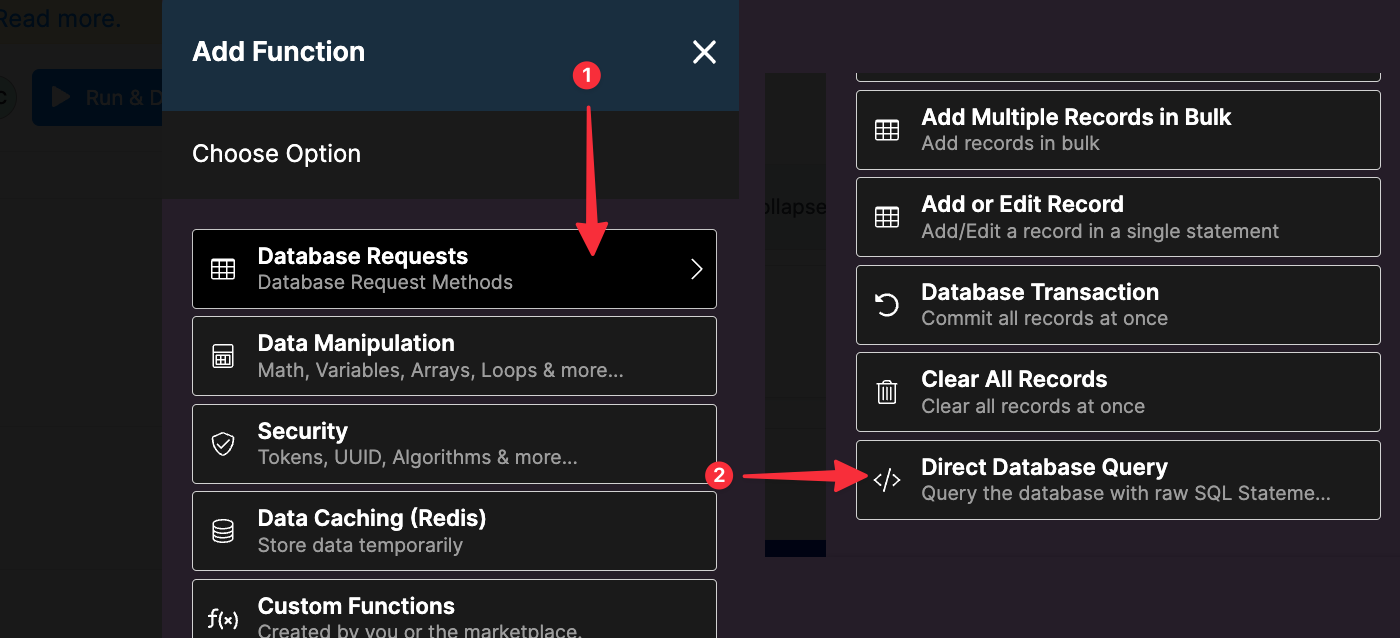 Read more.
Run & D
Add Function
1
Choose Option
Database Requests
Database Request Methods
Data Manipulation
Math, Variables, Arrays, Loops & more...
Security
Tokens, UUID, Algorithms & more...
Data Caching (Redis)
Store data temporarily
f(x)
Custom Functions
Created by you or the marketplace.
ollapse
Add Multiple Records in Bulk
Add records in bulk
Add or Edit Record
Add/Edit a record in a single statement
Database Transaction
Commit all records at once
Clear All Records
Clear all records at once
2
</>
Direct Database Query
Query the database with raw SQL Stateme...